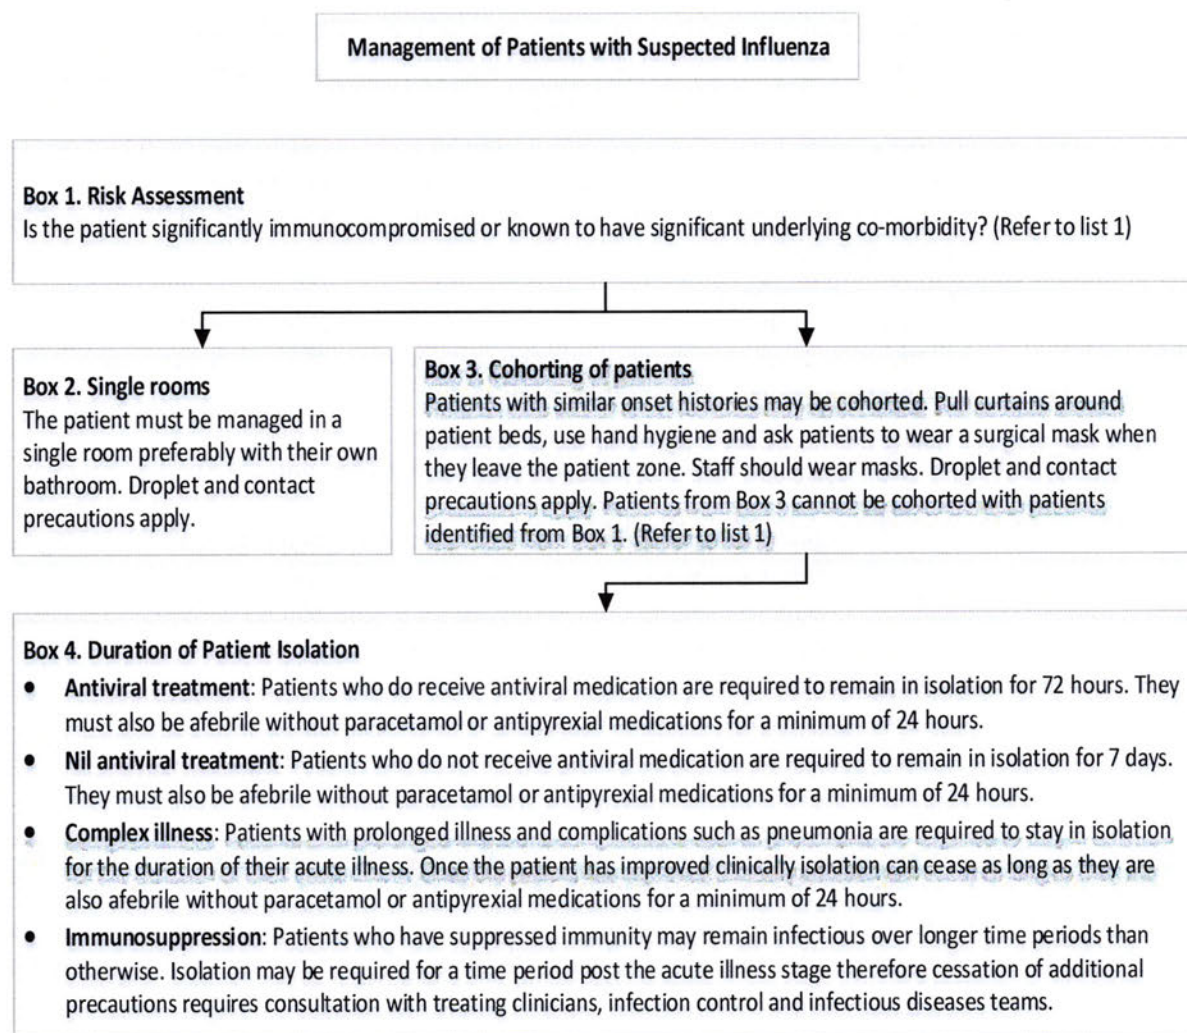 Management of Patients with Suspected Influenza
Box 1. Risk Assessment
Is the patient significantly immunocompromised or known to have significant underlying co-morbidity? (Refer to list 1)
Box 2. Single rooms
The patient must be managed in a
single room preferably with their own
bathroom. Droplet and contact
precautions apply.
Box 3. Cohorting of patients
Patients with similar onset histories may be cohorted. Pull curtains around
patient beds, use hand hygiene and ask patients to wear a surgical mask when
they leave the patient zone. Staff should wear masks. Droplet and contact
precautions apply. Patients from Box 3 cannot be cohorted with patients
identified from Box 1. (Refer to list 1)
Box 4. Duration of Patient Isolation
• Antiviral treatment: Patients who do receive antiviral medication are required to remain in isolation for 72 hours. They
must also be afebrile without paracetamol or antipyrexial medications for a minimum of 24 hours.
• Nil antiviral treatment: Patients who do not receive antiviral medication are required to remain in isolation for 7 days.
They must also be afebrile without paracetamol or antipyrexial medications for a minimum of 24 hours.
• Complex illness: Patients with prolonged illness and complications such as pneumonia are required to stay in isolation
for the duration of their acute illness. Once the patient has improved clinically isolation can cease as long as they are
also afebrile without paracetamol or antipyrexial medications for a minimum of 24 hours.
• Immunosuppression: Patients who have suppressed immunity may remain infectious over longer time periods than
otherwise. Isolation may be required for a time period post the acute illness stage therefore cessation of additional
precautions requires consultation with treating clinicians, infection control and infectious diseases teams.